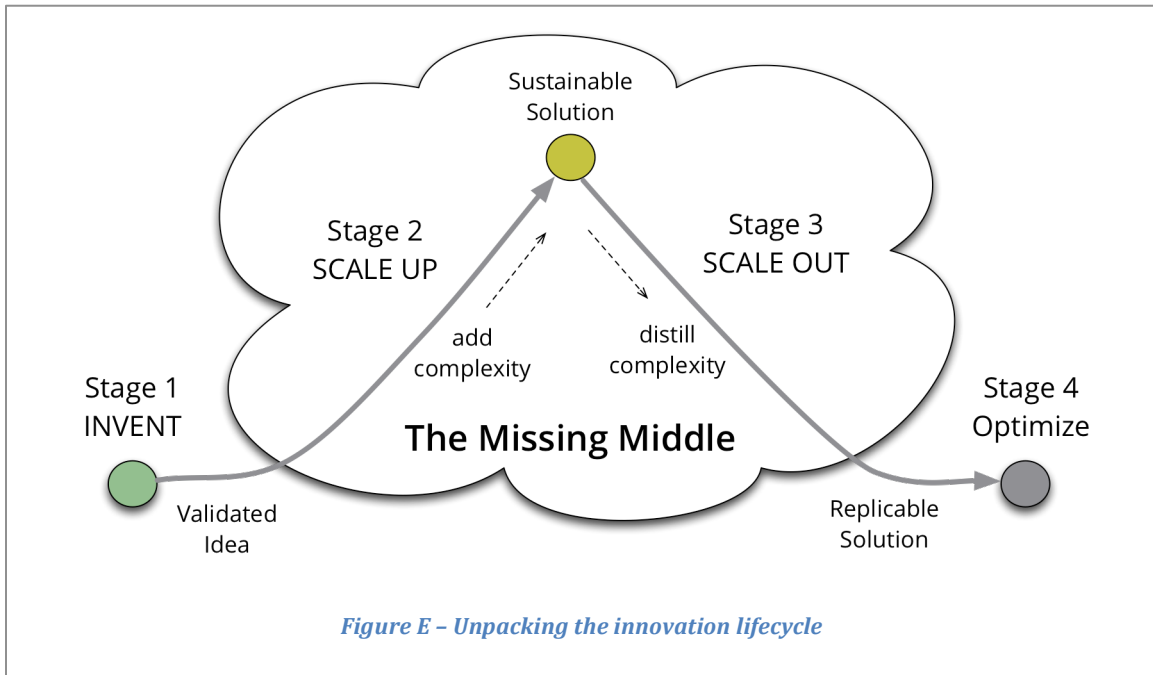 Sustainable
Solution
Stage 2
SCALE UP
Stage 3
SCALE OUT
add
complexity
distill
complexity
Stage 1
INVENT
The Missing Middle
Stage 4
Optimize
Validated
Idea
Replicable
Solution
Figure E – Unpacking the innovation lifecycle